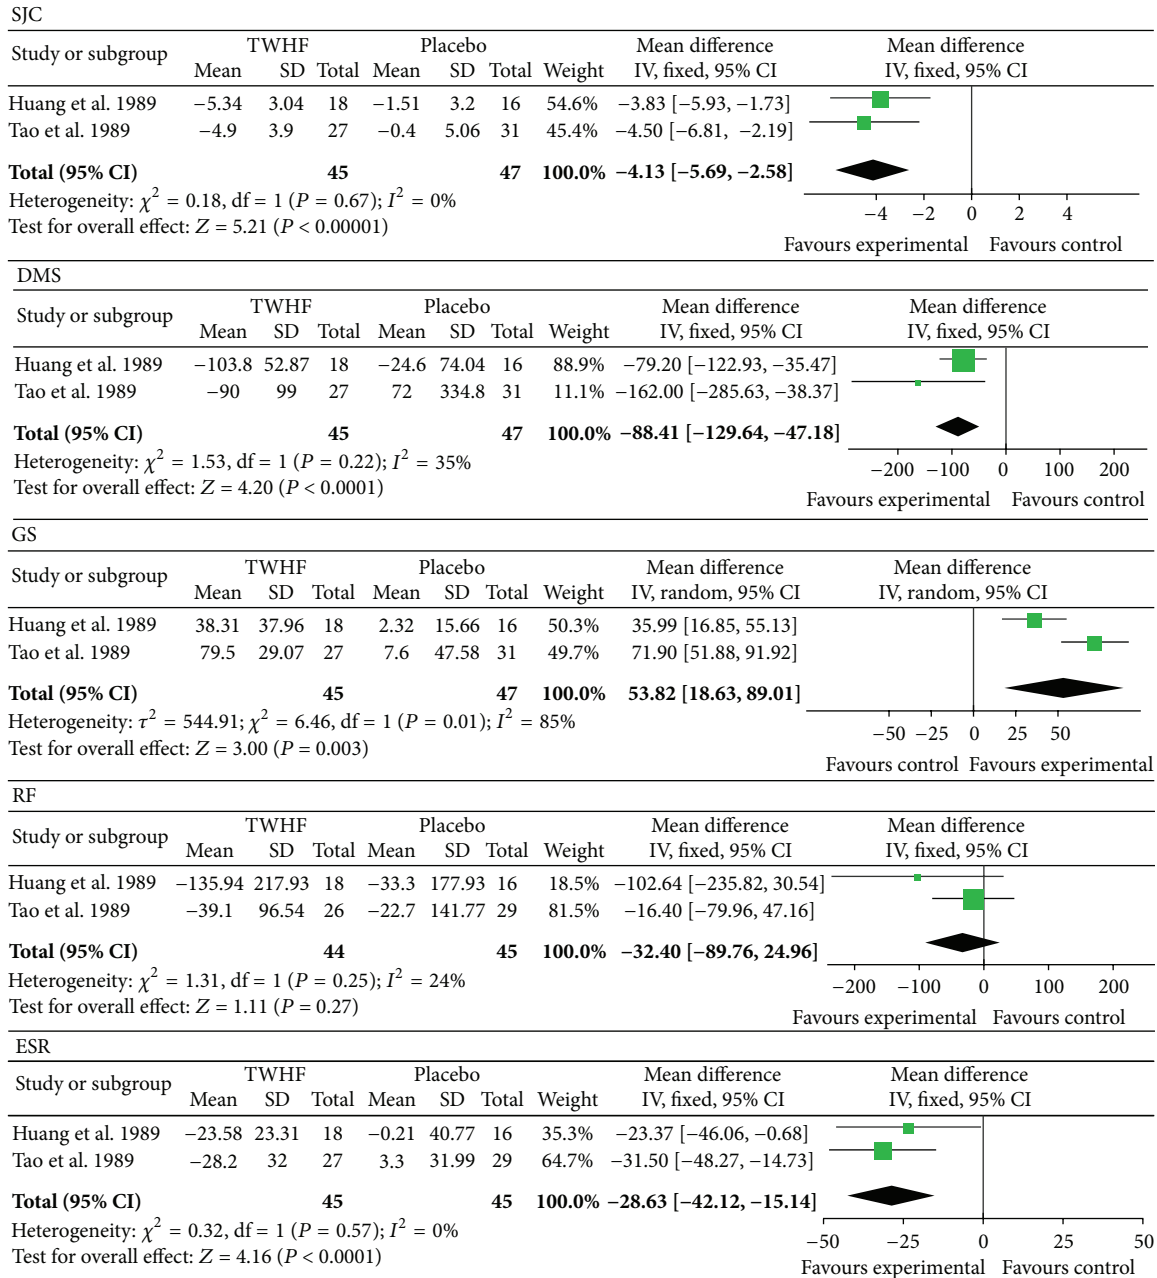 SJC
Study or subgroup TWHF Placebo Mean difference Mean difference
Mean SD Total Mean SD Total Weight IV, fixed, 95% CI IV, fixed, 95% CI
Huang et al. 1989 −5.34 3.04 18 −1.51 3.2 16 54.6% −3.83 [−5.93, −1.73]
Tao et al. 1989 −4.9 3.9 27 −0.4 5.06 31 45.4% −4.50 [−6.81, −2.19]
Total (95% CI) 45 47 100.0% −4.13 [−5.69, −2.58]
Heterogeneity: χ² = 0.18, df = 1 (P = 0.67); I² = 0%
Test for overall effect: Z = 5.21 (P < 0.00001)
−4 −2 0 2 4
Favours experimental Favours control
DMS
Study or subgroup TWHF Placebo Mean difference Mean difference
Mean SD Total Mean SD Total Weight IV, fixed, 95% CI IV, fixed, 95% CI
Huang et al. 1989 −103.8 52.87 18 −24.6 74.04 16 88.9% −79.20 [−122.93, −35.47]
Tao et al. 1989 −90 99 27 72 334.8 31 11.1% −162.00 [−285.63, −38.37]
Total (95% CI) 45 47 100.0% −88.41 [−129.64, −47.18]
Heterogeneity: χ² = 1.53, df = 1 (P = 0.22); I² = 35%
Test for overall effect: Z = 4.20 (P < 0.0001)
−200 −100 0 100 200
Favours experimental Favours control
GS
Study or subgroup TWHF Placebo Mean difference Mean difference
Mean SD Total Mean SD Total Weight IV, random, 95% CI IV, random, 95% CI
Huang et al. 1989 38.31 37.96 18 2.32 15.66 16 50.3% 35.99 [16.85, 55.13]
Tao et al. 1989 79.5 29.07 27 7.6 47.58 31 49.7% 71.90 [51.88, 91.92]
Total (95% CI) 45 47 100.0% 53.82 [18.63, 89.01]
Heterogeneity: τ² = 544.91; χ² = 6.46, df = 1 (P = 0.01); I² = 85%
Test for overall effect: Z = 3.00 (P = 0.003)
−50 −25 0 25 50
Favours control Favours experimental
RF
Study or subgroup TWHF Placebo Mean difference Mean difference
Mean SD Total Mean SD Total Weight IV, fixed, 95% CI IV, fixed, 95% CI
Huang et al. 1989 −135.94 217.93 18 −33.3 177.93 16 18.5% −102.64 [−235.82, 30.54]
Tao et al. 1989 −39.1 96.54 26 −22.7 141.77 29 81.5% −16.40 [−79.96, 47.16]
Total (95% CI) 44 45 100.0% −32.40 [−89.76, 24.96]
Heterogeneity: χ² = 1.31, df = 1 (P = 0.25); I² = 24%
Test for overall effect: Z = 1.11 (P = 0.27)
−200 −100 0 100 200
Favours experimental Favours control
ESR
Study or subgroup TWHF Placebo Mean difference Mean difference
Mean SD Total Mean SD Total Weight IV, fixed, 95% CI IV, fixed, 95% CI
Huang et al. 1989 −23.58 23.31 18 −0.21 40.77 16 35.3% −23.37 [−46.06, −0.68]
Tao et al. 1989 −28.2 32 27 3.3 31.99 29 64.7% −31.50 [−48.27, −14.73]
Total (95% CI) 45 45 100.0% −28.63 [−42.12, −15.14]
Heterogeneity: χ² = 0.32, df = 1 (P = 0.57); I² = 0%
Test for overall effect: Z = 4.16 (P < 0.0001)
−50 −25 0 25 50
Favours experimental Favours control